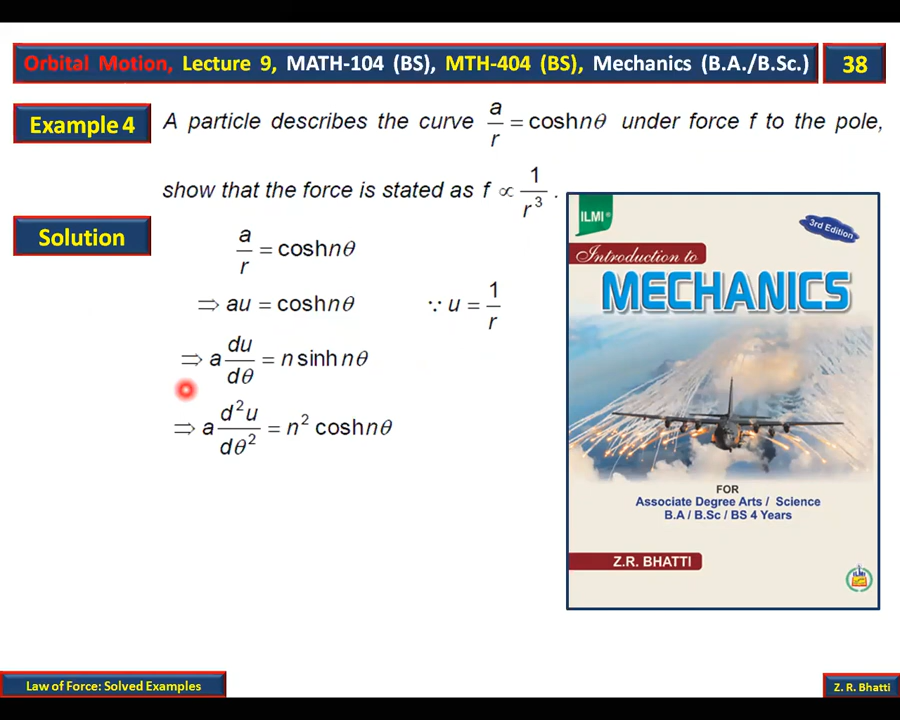 Orbital Motion, Lecture 9, MATH-104 (BS), MTH-404 (BS), Mechanics (B.A./B.Sc.)
38
Example 4
A particle describes the curve a/r = coshnθ under force f to the pole,
show that the force is stated as f ∝ 1/r³ .
Solution
a/r = coshnθ
⇒ au = coshnθ ∵ u = 1/r
⇒ a du/dθ = n sinh nθ
⇒ a d²u/dθ² = n² coshnθ
ILMI®
3rd Edition
Introduction to
MECHANICS
FOR
Associate Degree Arts / Science
B.A / B.Sc / BS 4 Years
Z.R. BHATTI
ILMI
Law of Force: Solved Examples
Z. R. Bhatti